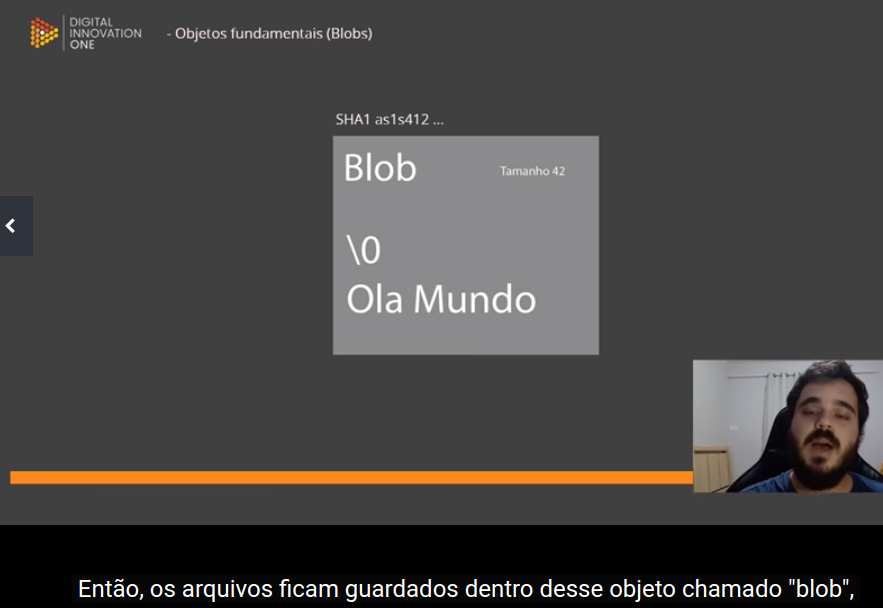 DIGITAL
INNOVATION
ONE
- Objetos fundamentais (Blobs)
SHA1 as1s412 ...
Blob
Tamanho 42
\0
Ola Mundo
Então, os arquivos ficam guardados dentro desse objeto chamado "blob",